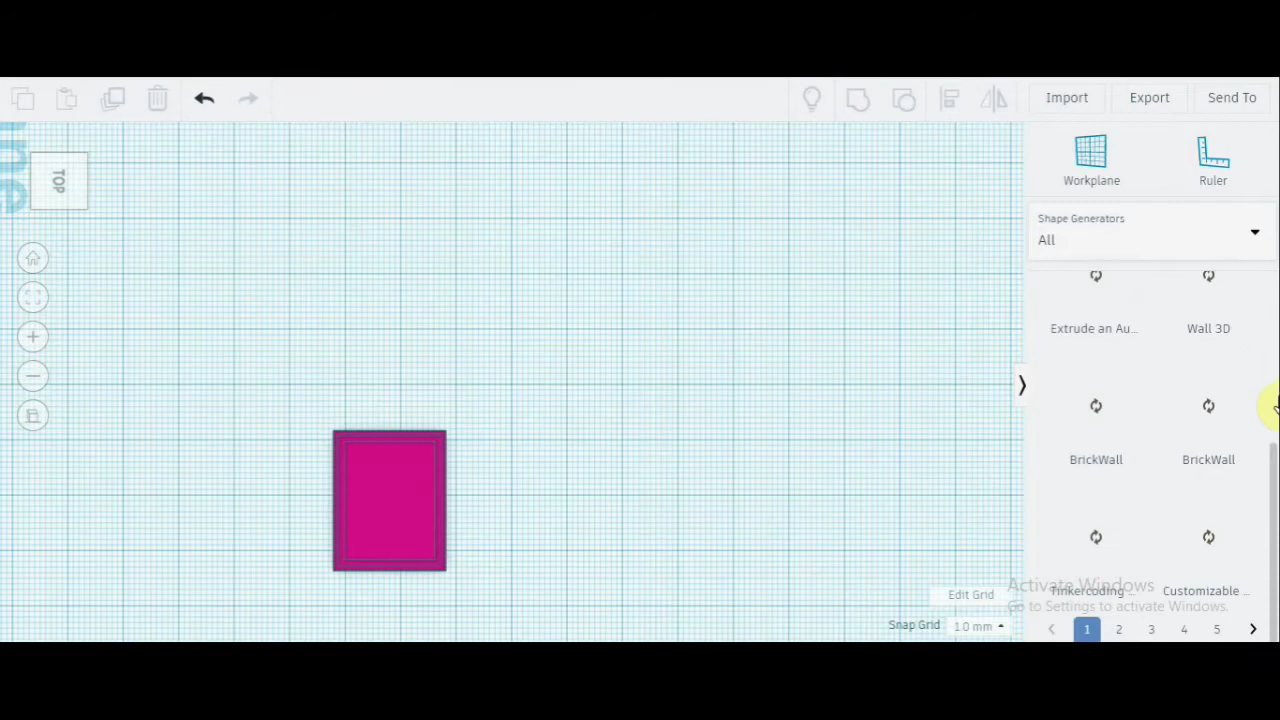 Import
Export
Send To
TOP
Workplane
Ruler
Shape Generators
All
Extrude an Au...
Wall 3D
BrickWall
BrickWall
Tinkercoding...
Customizable ...
Activate Windows
Go to Settings to activate Windows.
Edit Grid
Snap Grid
1.0 mm
1
2
3
4
5